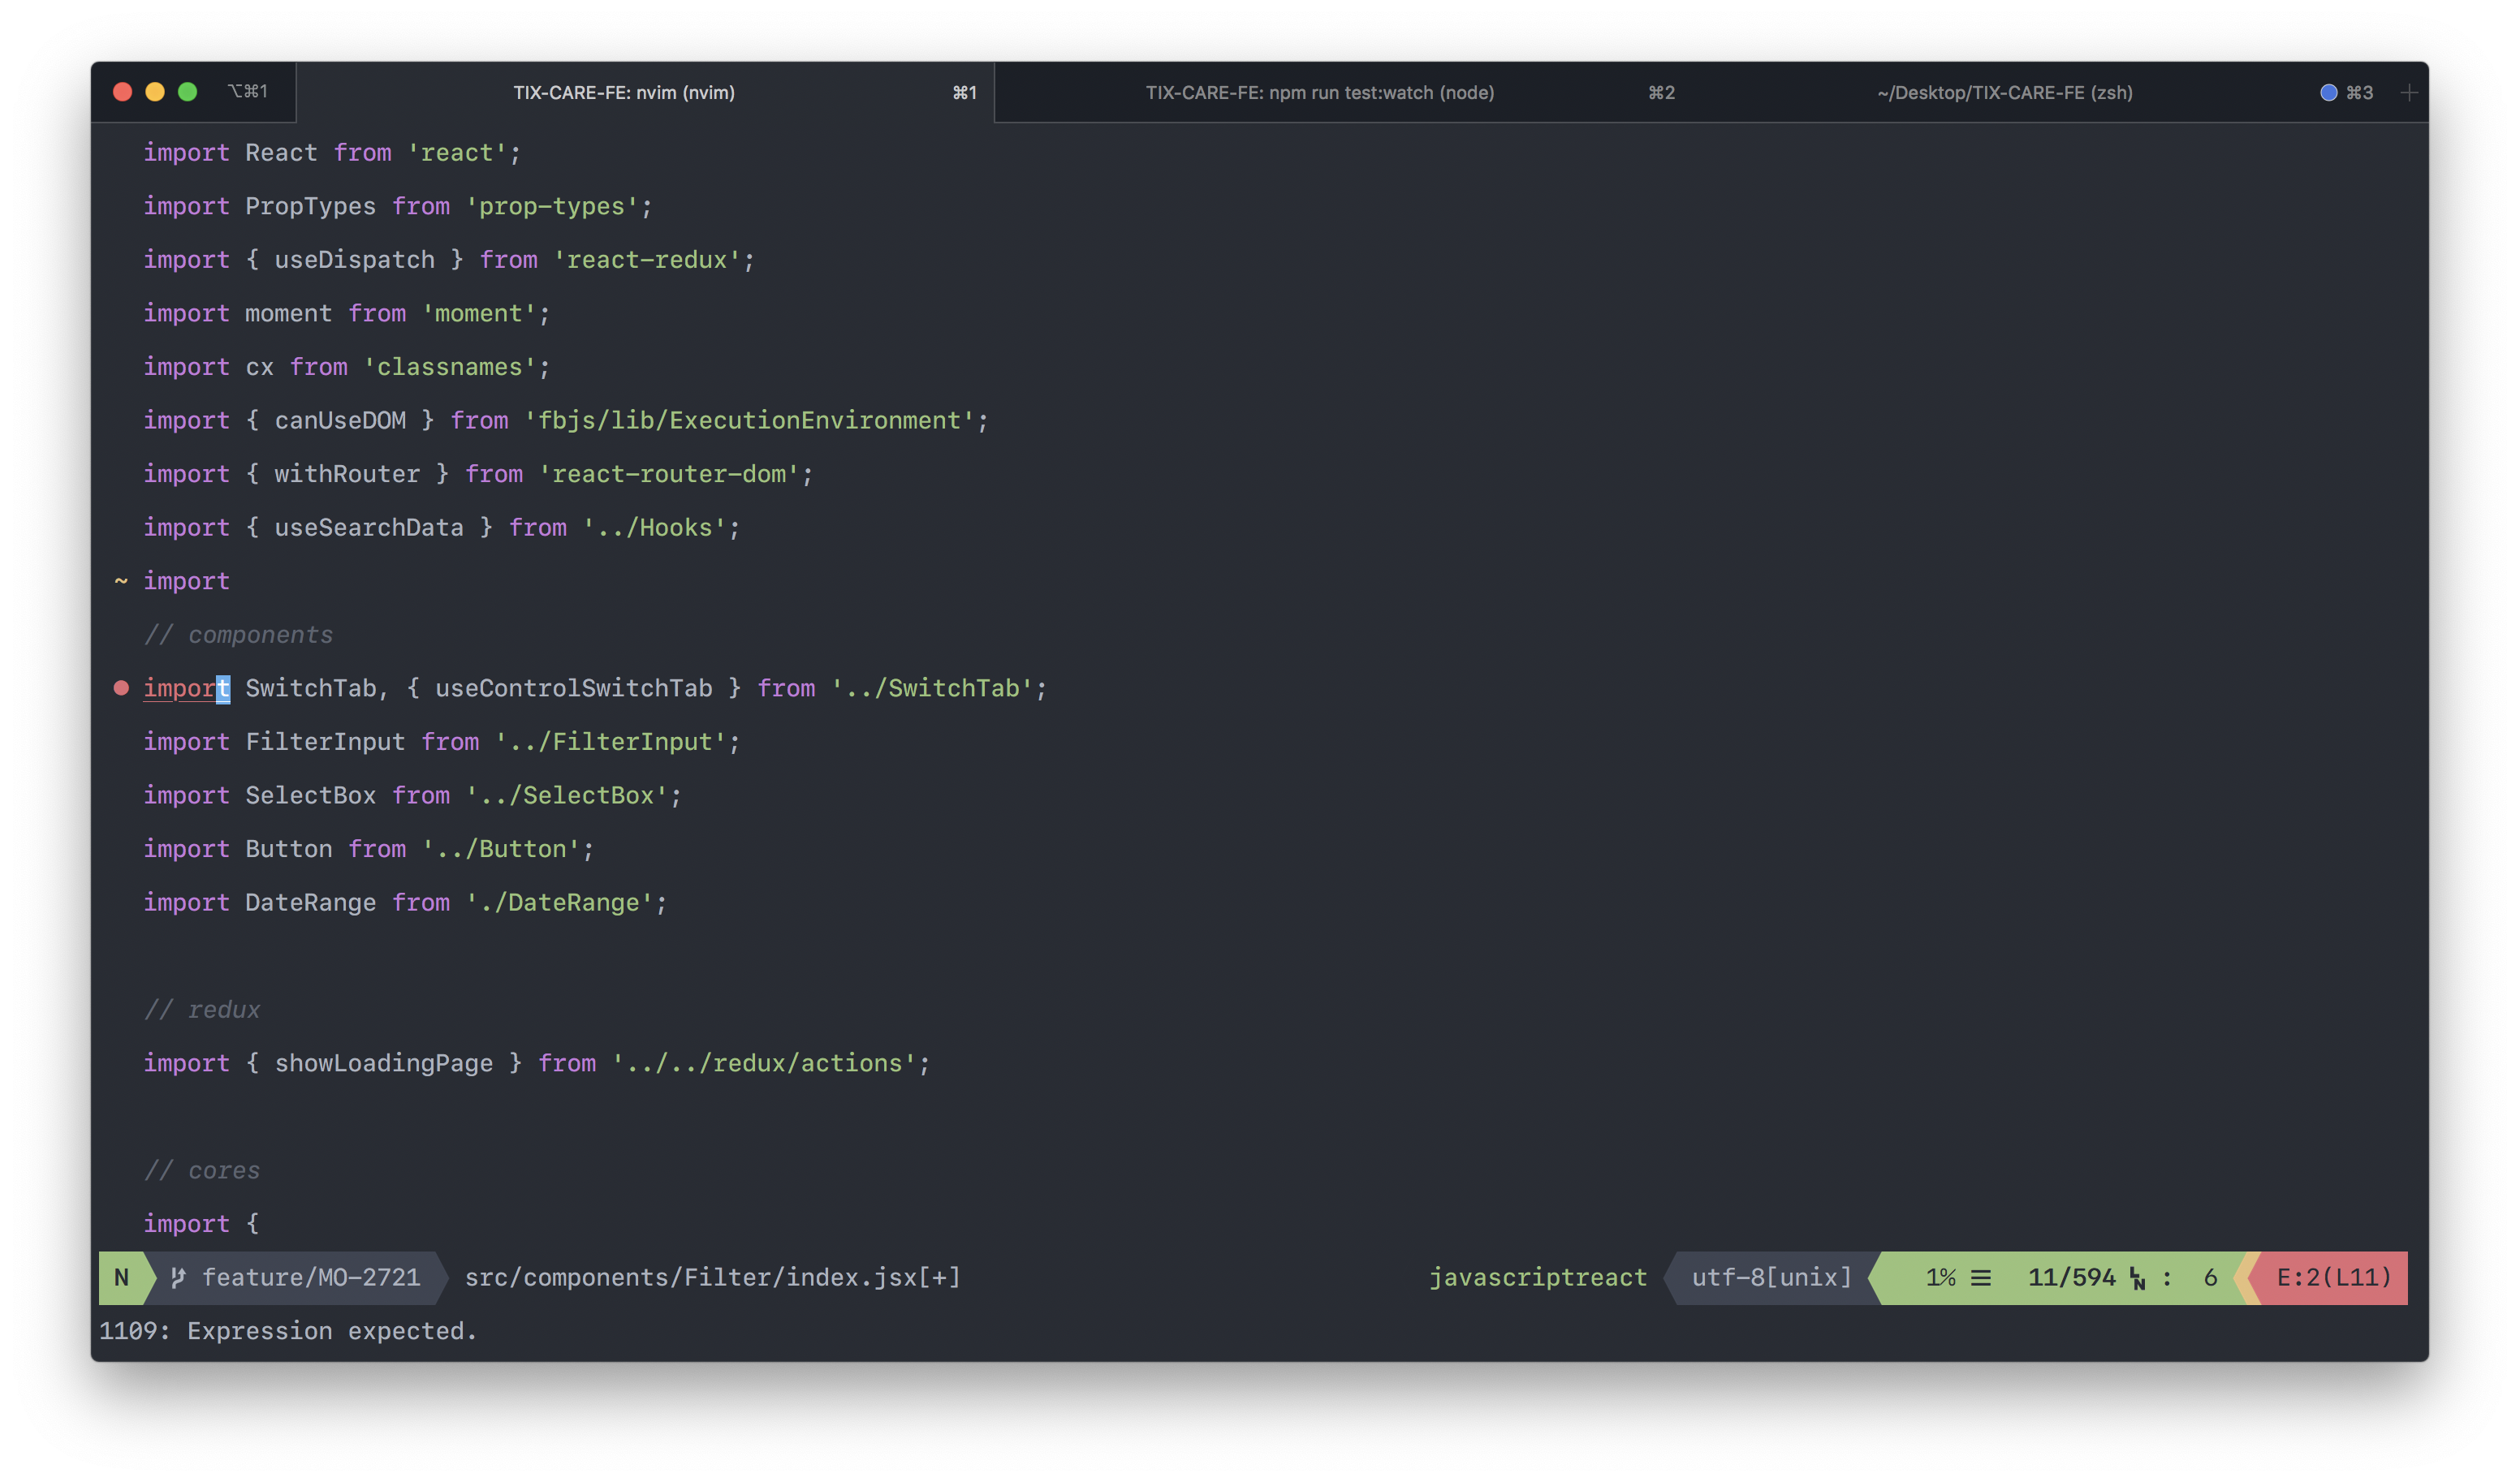 ⌥⌘1 TIX-CARE-FE: nvim (nvim) ⌘1 TIX-CARE-FE: npm run test:watch (node) ⌘2 ~/Desktop/TIX-CARE-FE (zsh) ⌘3 +
import React from 'react';
import PropTypes from 'prop-types';
import { useDispatch } from 'react-redux';
import moment from 'moment';
import cx from 'classnames';
import { canUseDOM } from 'fbjs/lib/ExecutionEnvironment';
import { withRouter } from 'react-router-dom';
import { useSearchData } from '../Hooks';
~ import
// components
import SwitchTab, { useControlSwitchTab } from '../SwitchTab';
import FilterInput from '../FilterInput';
import SelectBox from '../SelectBox';
import Button from '../Button';
import DateRange from './DateRange';
// redux
import { showLoadingPage } from '../../redux/actions';
// cores
import {
N feature/MO-2721 src/components/Filter/index.jsx[+] javascriptreact utf-8[unix] 1% ☰ 11/594 LN : 6 E:2(L11)
1109: Expression expected.